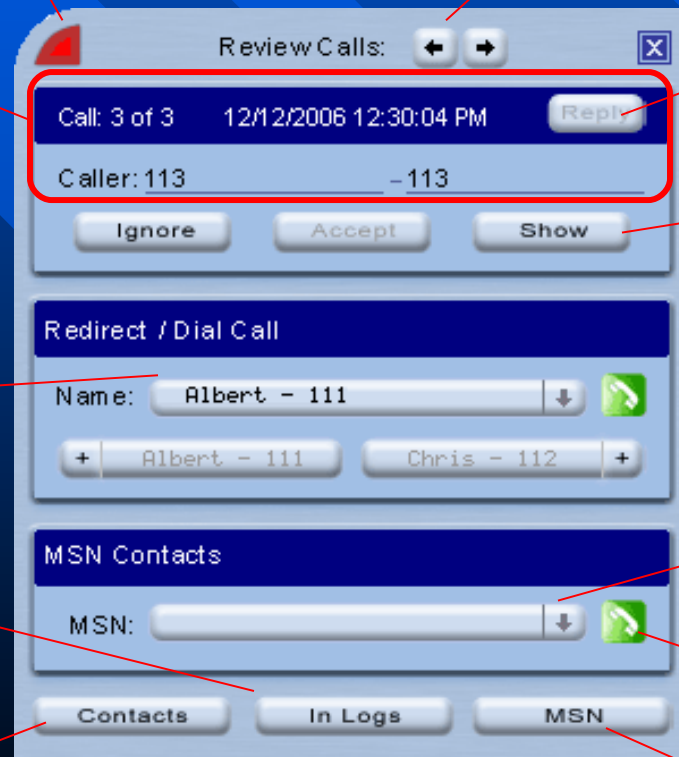 Review Calls:
Call: 3 of 3 12/12/2006 12:30:04 PM Reply
Caller: 113 - 113
Ignore Accept Show
Redirect / Dial Call
Name: Albert - 111
+ Albert - 111 Chris - 112 +
MSN Contacts
MSN:
Contacts In Logs MSN